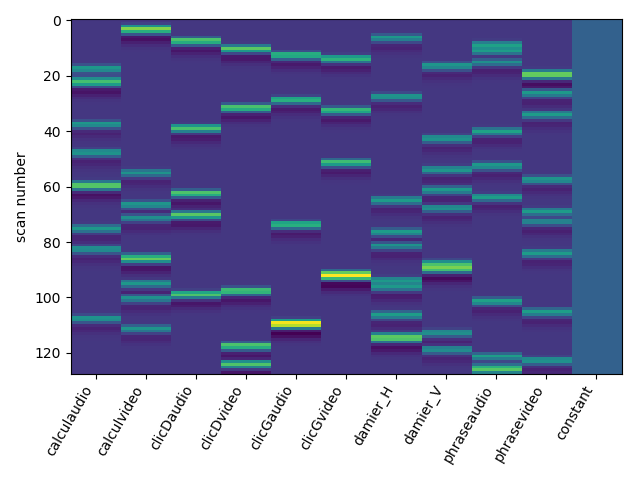 0
20
40
60
80
100
120
scan number
calculaudio
calculvideo
clicDaudio
clicDvideo
clicGaudio
clicGvideo
damier_H
damier_V
phraseaudio
phrasevideo
constant